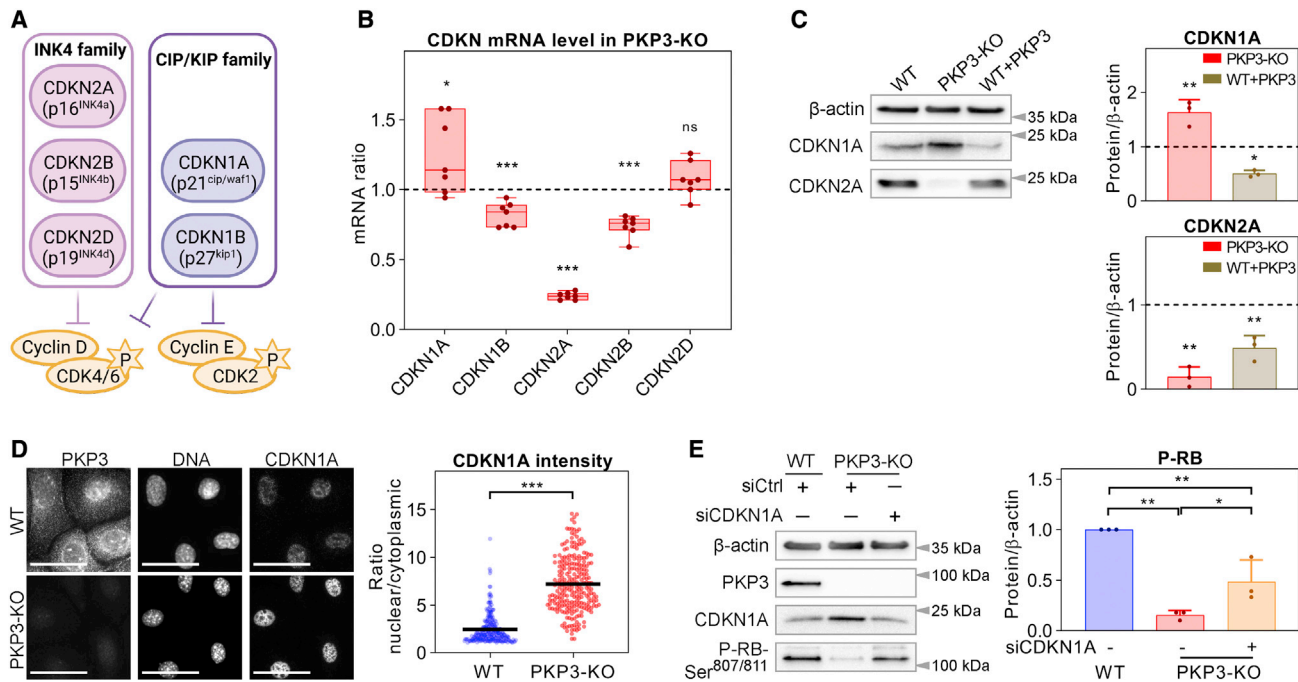 A
INK4 family
CIP/KIP family
CDKN2A
(p16INK4a)
CDKN2B
(p15INK4b)
CDKN1A
(p21cip/waf1)
CDKN2D
(p19INK4d)
CDKN1B
(p27kip1)
Cyclin D
P
CDK4/6
Cyclin E
P
CDK2
B
CDKN mRNA level in PKP3-KO
mRNA ratio
1.5
1.0
0.5
0.0
*
***
***
***
ns
CDKN1A
CDKN1B
CDKN2A
CDKN2B
CDKN2D
C
WT
PKP3-KO
WT+PKP3
β-actin
35 kDa
25 kDa
CDKN1A
CDKN2A
25 kDa
CDKN1A
PKP3-KO
WT+PKP3
Protein/β-actin
2
1
0
**
*
CDKN2A
PKP3-KO
WT+PKP3
Protein/β-actin
1
0
**
**
D
PKP3
DNA
CDKN1A
WT
PKP3-KO
CDKN1A intensity
***
Ratio
nuclear/cytoplasmic
15
10
5
0
WT
PKP3-KO
E
WT
PKP3-KO
siCtrl + + –
siCDKN1A – – +
β-actin
35 kDa
PKP3
100 kDa
CDKN1A
25 kDa
P-RB-
Ser807/811
100 kDa
P-RB
Protein/β-actin
1.5
1.0
0.5
0.0
**
**
*
siCDKN1A - - +
WT
PKP3-KO